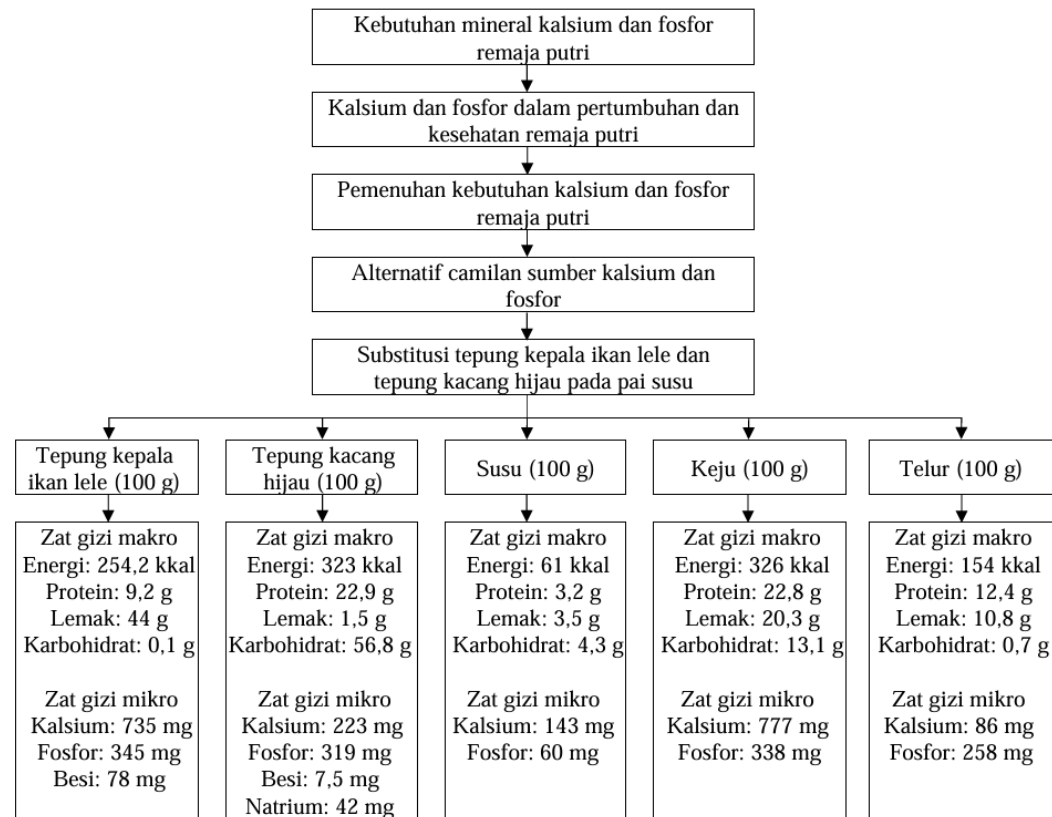 Kebutuhan mineral kalsium dan fosfor
remaja putri
Kalsium dan fosfor dalam pertumbuhan dan
kesehatan remaja putri
Pemenuhan kebutuhan kalsium dan fosfor
remaja putri
Alternatif camilan sumber kalsium dan
fosfor
Substitusi tepung kepala ikan lele dan
tepung kacang hijau pada pai susu
Tepung kepala
ikan lele (100 g)
Tepung kacang
hijau (100 g)
Susu (100 g)
Keju (100 g)
Telur (100 g)
Zat gizi makro
Energi: 254,2 kkal
Protein: 9,2 g
Lemak: 44 g
Karbohidrat: 0,1 g
Zat gizi mikro
Kalsium: 735 mg
Fosfor: 345 mg
Besi: 78 mg
Zat gizi makro
Energi: 323 kkal
Protein: 22,9 g
Lemak: 1,5 g
Karbohidrat: 56,8 g
Zat gizi mikro
Kalsium: 223 mg
Fosfor: 319 mg
Besi: 7,5 mg
Natrium: 42 mg
Zat gizi makro
Energi: 61 kkal
Protein: 3,2 g
Lemak: 3,5 g
Karbohidrat: 4,3 g
Zat gizi mikro
Kalsium: 143 mg
Fosfor: 60 mg
Zat gizi makro
Energi: 326 kkal
Protein: 22,8 g
Lemak: 20,3 g
Karbohidrat: 13,1 g
Zat gizi mikro
Kalsium: 777 mg
Fosfor: 338 mg
Zat gizi makro
Energi: 154 kkal
Protein: 12,4 g
Lemak: 10,8 g
Karbohidrat: 0,7 g
Zat gizi mikro
Kalsium: 86 mg
Fosfor: 258 mg